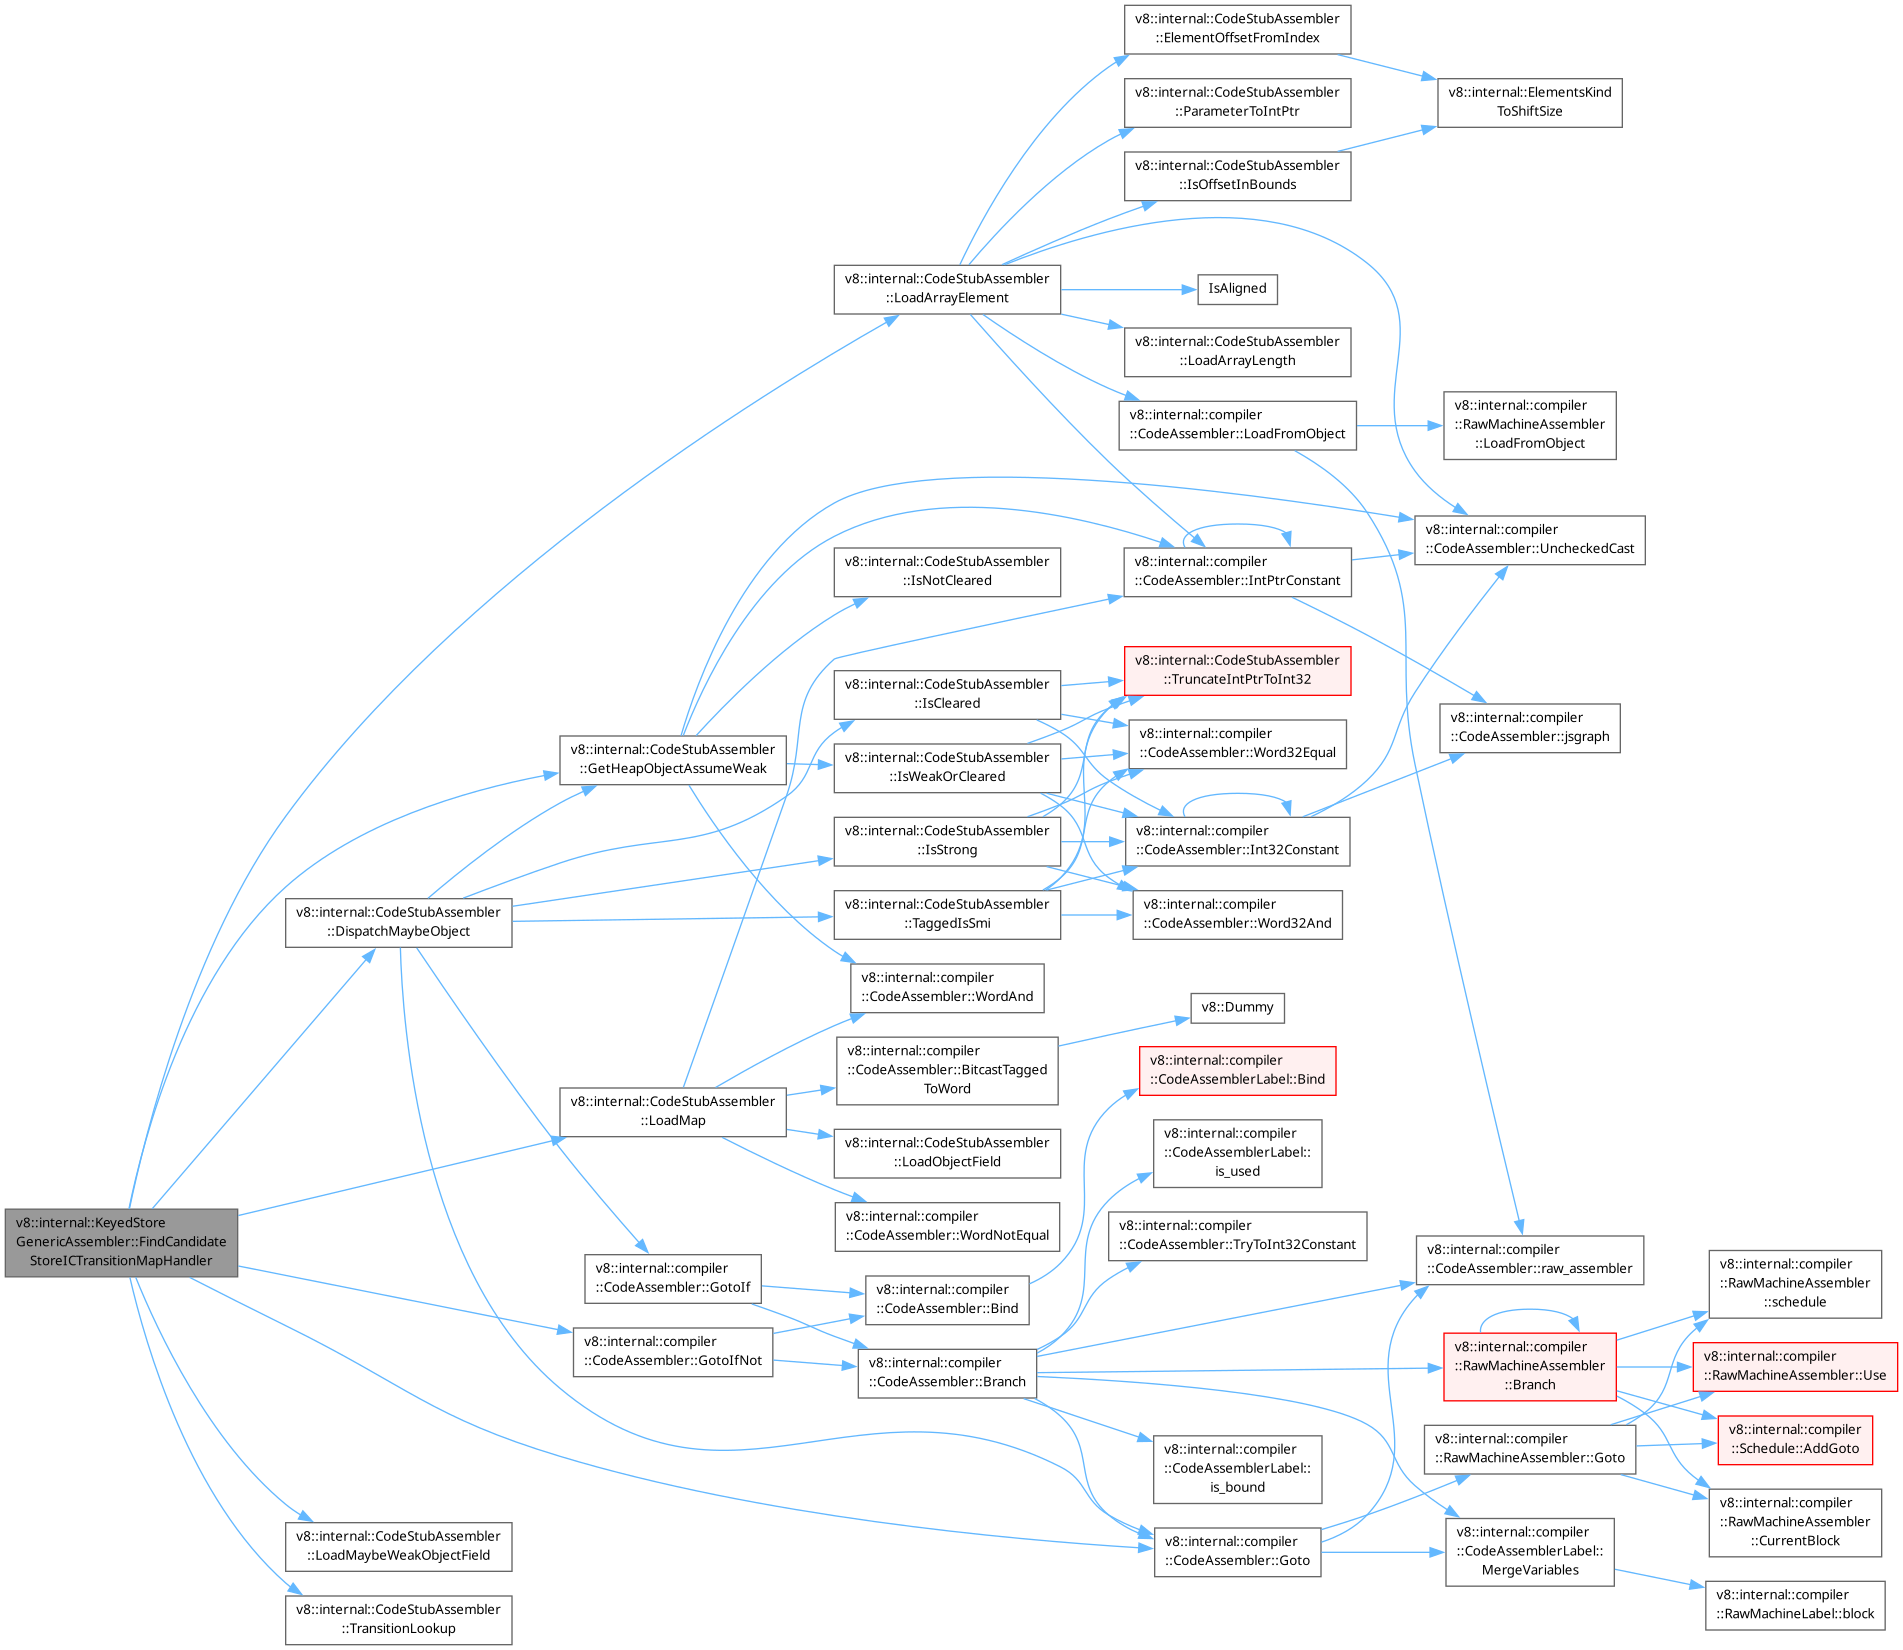 v8::internal::CodeStubAssembler
::ElementOffsetFromIndex
v8::internal::CodeStubAssembler
::ParameterToIntPtr
v8::internal::ElementsKind
ToShiftSize
v8::internal::CodeStubAssembler
::IsOffsetInBounds
v8::internal::CodeStubAssembler
::LoadArrayElement
IsAligned
v8::internal::CodeStubAssembler
::LoadArrayLength
v8::internal::compiler
::CodeAssembler::LoadFromObject
v8::internal::compiler
::RawMachineAssembler
::LoadFromObject
v8::internal::compiler
::CodeAssembler::UncheckedCast
v8::internal::CodeStubAssembler
::IsNotCleared
v8::internal::compiler
::CodeAssembler::IntPtrConstant
v8::internal::CodeStubAssembler
::TruncateIntPtrToInt32
v8::internal::CodeStubAssembler
::IsCleared
v8::internal::compiler
::CodeAssembler::jsgraph
v8::internal::compiler
::CodeAssembler::Word32Equal
v8::internal::CodeStubAssembler
::GetHeapObjectAssumeWeak
v8::internal::CodeStubAssembler
::IsWeakOrCleared
v8::internal::CodeStubAssembler
::IsStrong
v8::internal::compiler
::CodeAssembler::Int32Constant
v8::internal::CodeStubAssembler
::DispatchMaybeObject
v8::internal::CodeStubAssembler
::TaggedIsSmi
v8::internal::compiler
::CodeAssembler::Word32And
v8::internal::compiler
::CodeAssembler::WordAnd
v8::Dummy
v8::internal::compiler
::CodeAssembler::BitcastTagged
ToWord
v8::internal::compiler
::CodeAssemblerLabel::Bind
v8::internal::CodeStubAssembler
::LoadMap
v8::internal::CodeStubAssembler
::LoadObjectField
v8::internal::compiler
::CodeAssemblerLabel::
is_used
v8::internal::compiler
::CodeAssembler::WordNotEqual
v8::internal::compiler
::CodeAssembler::TryToInt32Constant
v8::internal::KeyedStore
GenericAssembler::FindCandidate
StoreICTransitionMapHandler
v8::internal::compiler
::CodeAssembler::GotoIf
v8::internal::compiler
::CodeAssembler::Bind
v8::internal::compiler
::CodeAssembler::raw_assembler
v8::internal::compiler
::RawMachineAssembler
::schedule
v8::internal::compiler
::CodeAssembler::GotoIfNot
v8::internal::compiler
::CodeAssembler::Branch
v8::internal::compiler
::RawMachineAssembler
::Branch
v8::internal::compiler
::RawMachineAssembler::Use
v8::internal::compiler
::Schedule::AddGoto
v8::internal::compiler
::CodeAssemblerLabel::
is_bound
v8::internal::compiler
::RawMachineAssembler::Goto
v8::internal::compiler
::RawMachineAssembler
::CurrentBlock
v8::internal::CodeStubAssembler
::LoadMaybeWeakObjectField
v8::internal::compiler
::CodeAssembler::Goto
v8::internal::compiler
::CodeAssemblerLabel::
MergeVariables
v8::internal::compiler
::RawMachineLabel::block
v8::internal::CodeStubAssembler
::TransitionLookup